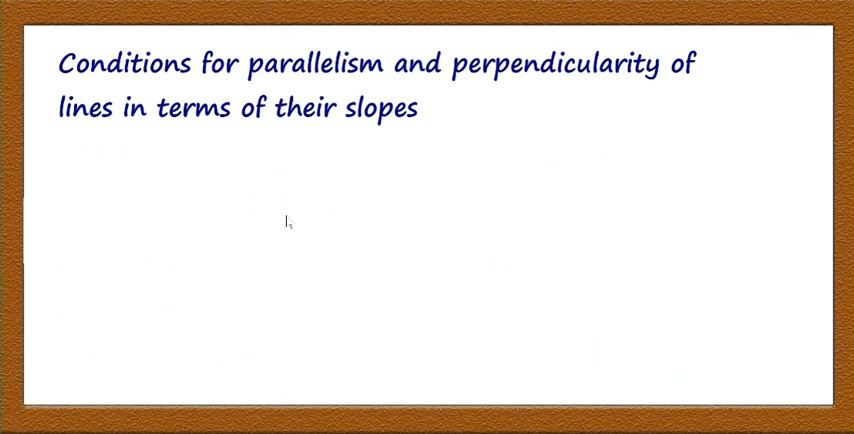 Conditions for parallelism and perpendicularity of
lines in terms of their slopes